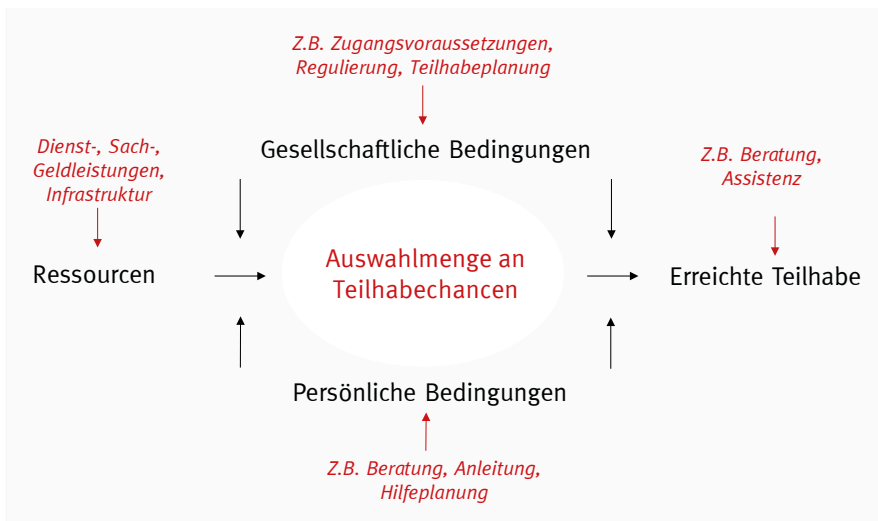 Z.B. Zugangsvoraussetzungen,
Regulierung, Teilhabeplanung
Dienst-, Sach-,
Geldleistungen,
Infrastruktur
Gesellschaftliche Bedingungen
Z.B. Beratung,
Assistenz
Ressourcen
Auswahlmenge an
Teilhabechancen
Erreichte Teilhabe
Persönliche Bedingungen
Z.B. Beratung, Anleitung,
Hilfeplanung